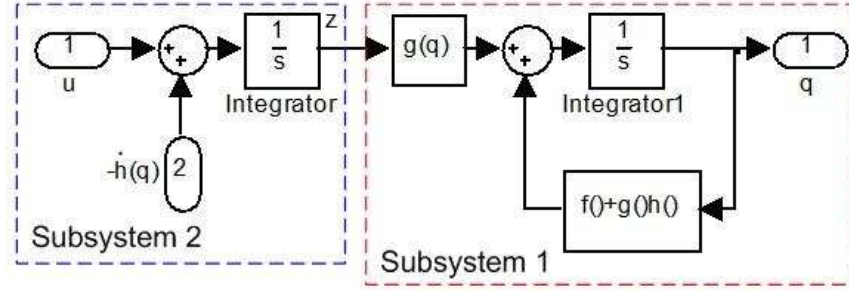 1
u
+
+
-ḣ(q)
2
1
s
Integrator
z
Subsystem 2
g(q)
+
+
1
s
Integrator1
1
q
f()+g()h()
Subsystem 1